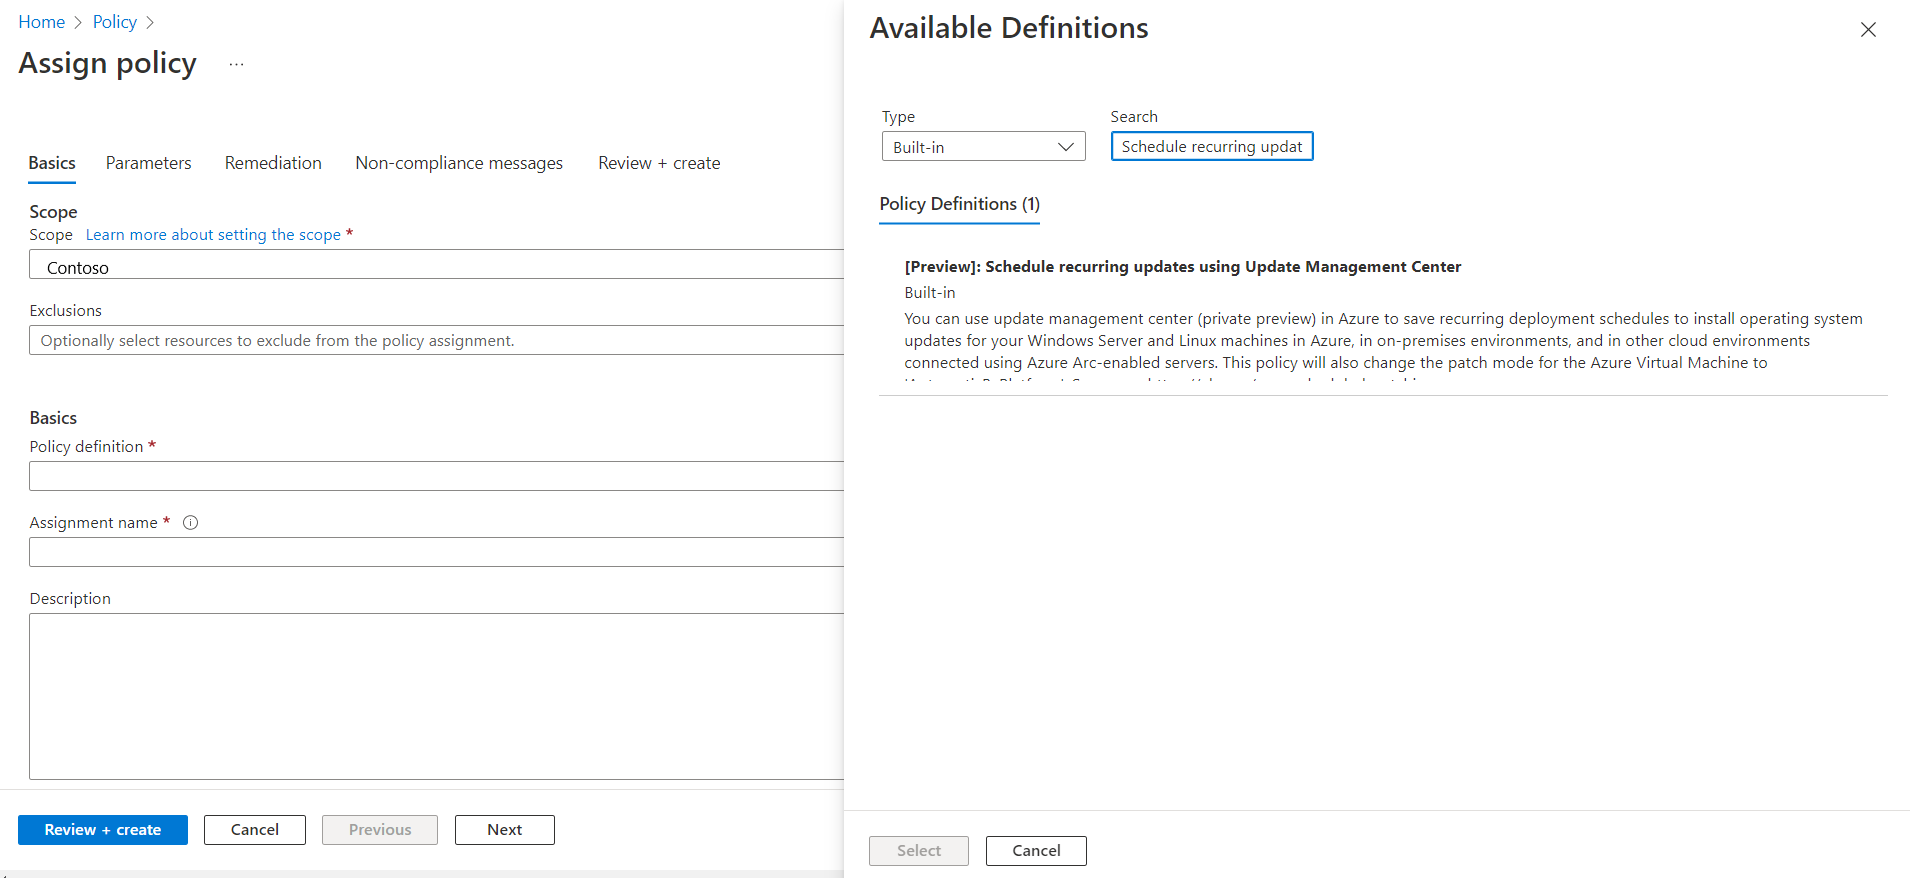 Home
Policy
Assign policy
...
Basics
Parameters
Remediation
Non-compliance messages
Review + create
Scope
Scope Learn more about setting the scope *
Contoso
Exclusions
Optionally select resources to exclude from the policy assignment.
Basics
Policy definition *
Assignment name *
Description
Review + create
Cancel
Previous
Next
Available Definitions
Type
Built-in
Search
Schedule recurring updat
Policy Definitions (1)
[Preview]: Schedule recurring updates using Update Management Center
Built-in
You can use update management center (private preview) in Azure to save recurring deployment schedules to install operating system
updates for your Windows Server and Linux machines in Azure, in on-premises environments, and in other cloud environments
connected using Azure Arc-enabled servers. This policy will also change the patch mode for the Azure Virtual Machine to
Select
Cancel